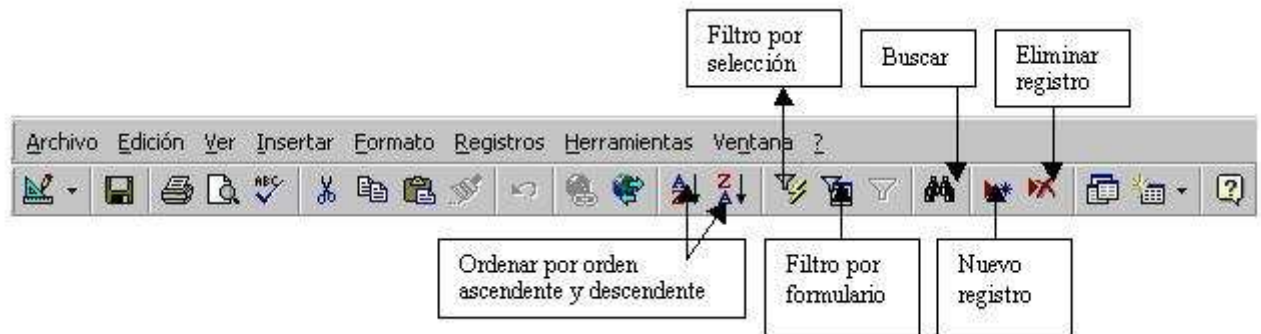 Filtro por
selección
Buscar
Eliminar
registro
Archivo Edición Ver Insertar Formato Registros Herramientas Ventana ?
ABC
A
Z
Z
A
?
Ordenar por orden
ascendente y descendente
Filtro por
formulario
Nuevo
registro